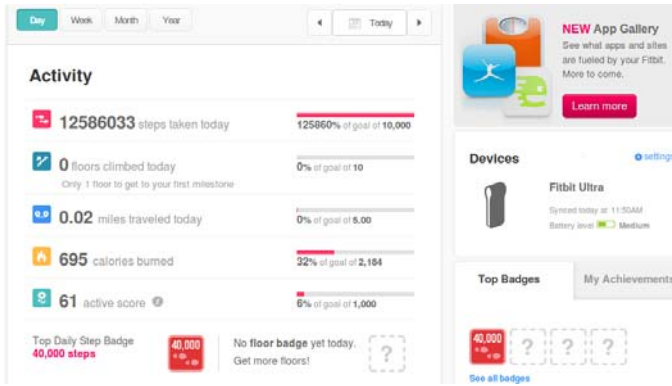 Day Week Month Year Today
Activity
12586033 steps taken today
125860% of goal of 10,000
0 floors climbed today
0% of goal of 10
Only 1 floor to get to your first milestone
0.02 miles traveled today
0% of goal of 5.00
695 calories burned
32% of goal of 2,184
61 active score
6% of goal of 1,000
Top Daily Step Badge
40,000 steps
40,000
No floor badge yet today.
Get more floors!
?
NEW App Gallery
See what apps and sites
are fueled by your Fitbit.
More to come.
Learn more
Devices
settings
Fitbit Ultra
Synced today at 11:50AM
Battery level Medium
Top Badges
My Achievements
40,000 ? ? ?
See all badges